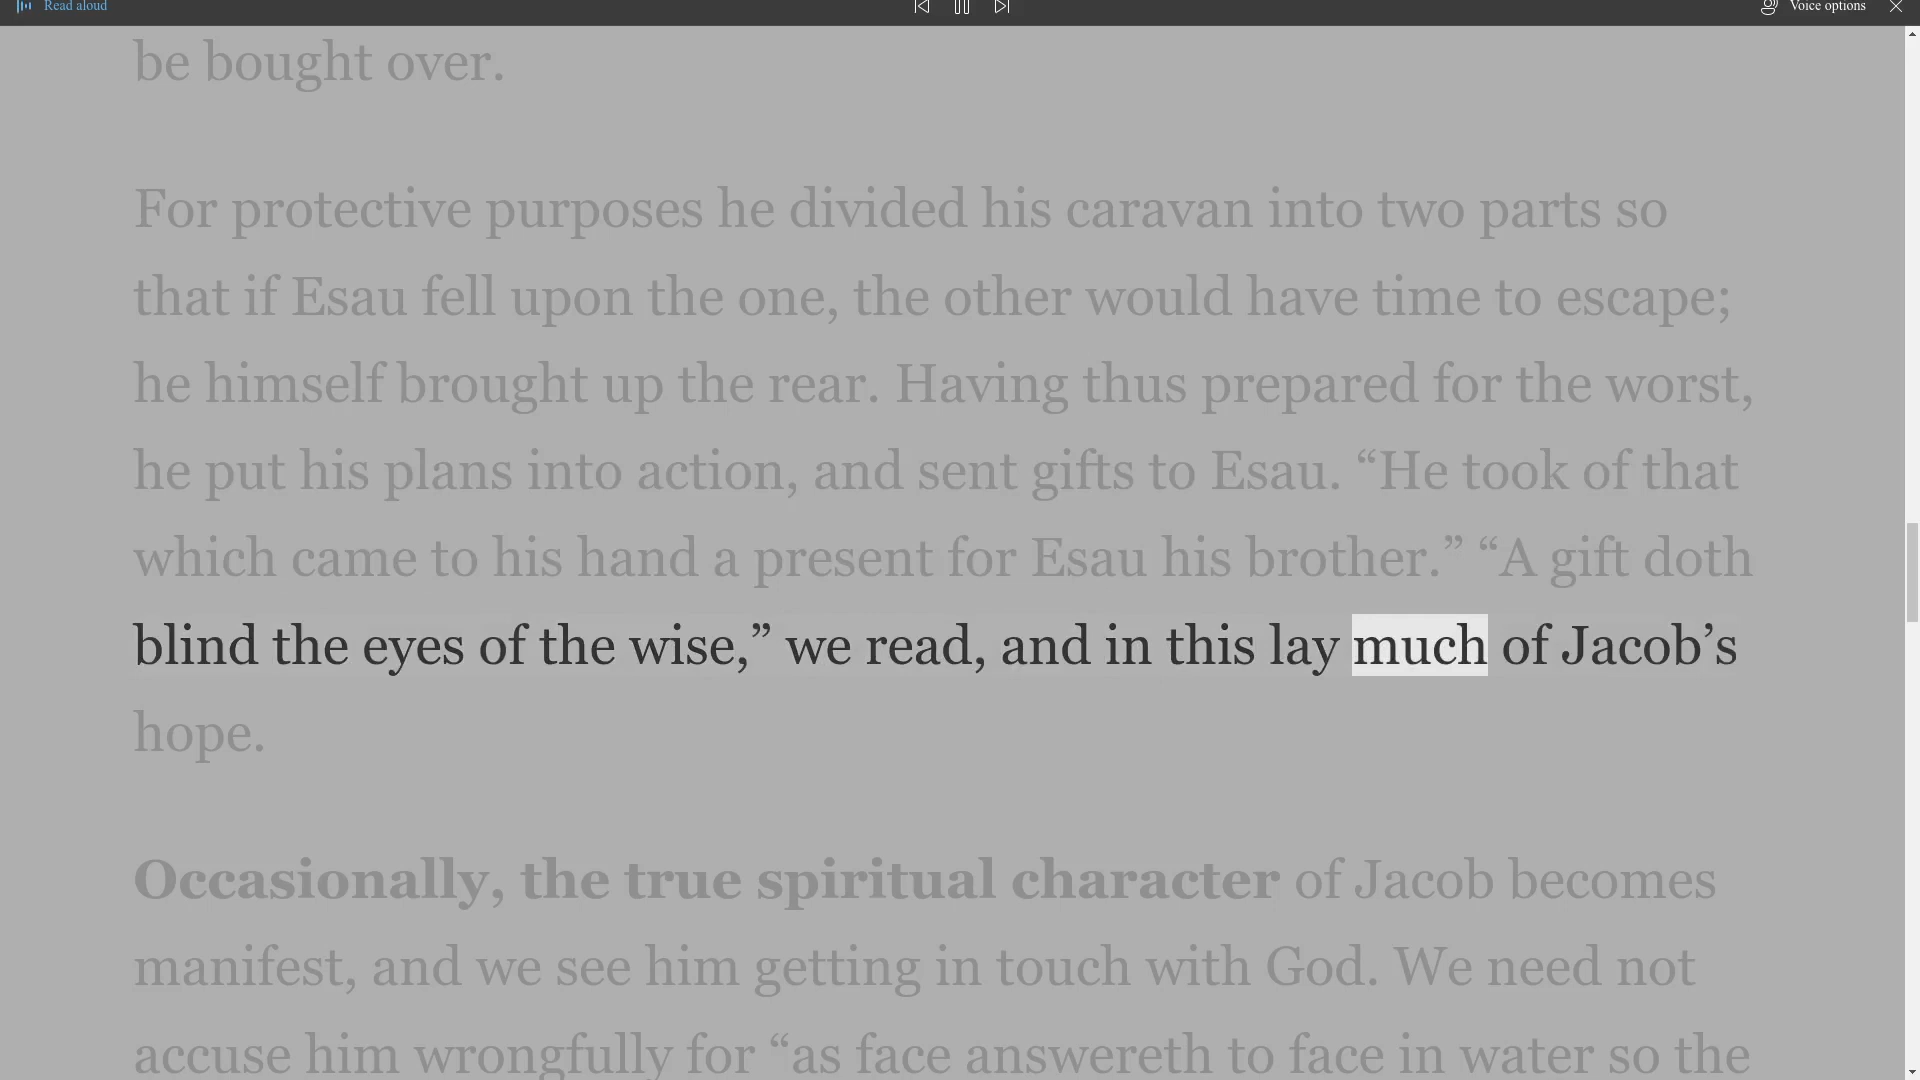 Read aloud
Voice options
be bought over.
For protective purposes he divided his caravan into two parts so
that if Esau fell upon the one, the other would have time to escape;
he himself brought up the rear. Having thus prepared for the worst,
he put his plans into action, and sent gifts to Esau. “He took of that
which came to his hand a present for Esau his brother.” “A gift doth
blind the eyes of the wise,” we read, and in this lay much of Jacob’s
hope.
Occasionally, the true spiritual character of Jacob becomes
manifest, and we see him getting in touch with God. We need not
accuse him wrongfully for “as face answereth to face in water so the